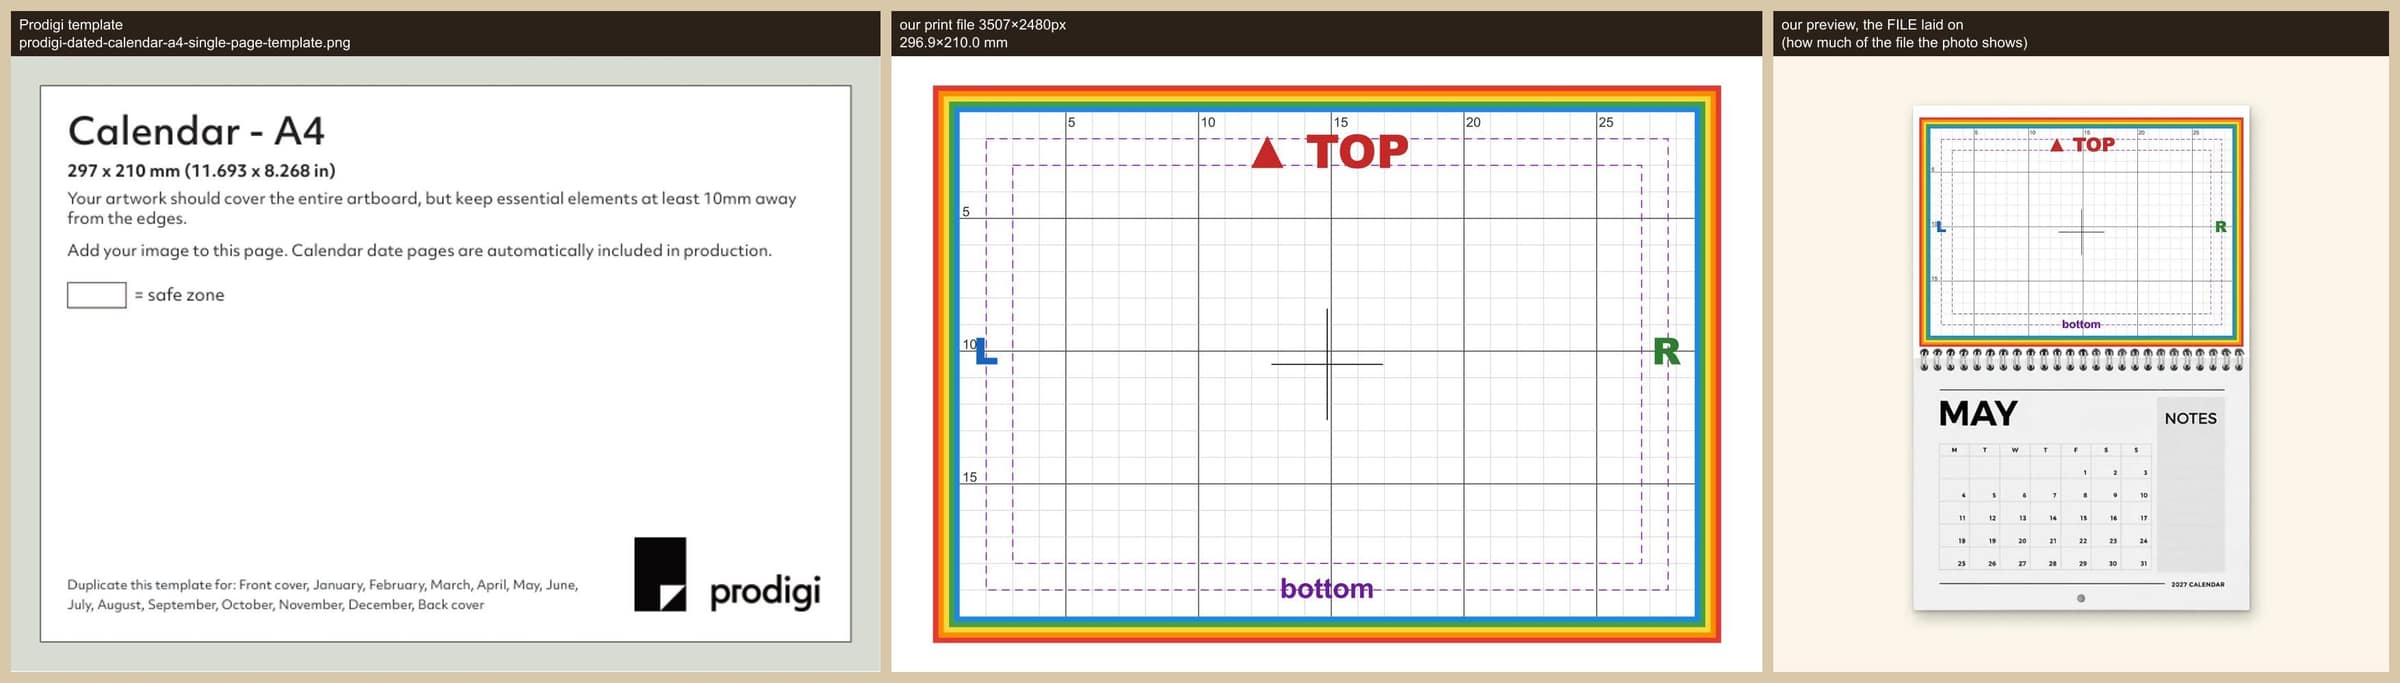 Prodigi template
prodigi-dated-calendar-a4-single-page-template.png
Calendar - A4
297 x 210 mm (11.693 x 8.268 in)
Your artwork should cover the entire artboard, but keep essential elements at least 10mm away
from the edges.
Add your image to this page. Calendar date pages are automatically included in production.
= safe zone
Duplicate this template for: Front cover, January, February, March, April, May, June,
July, August, September, October, November, December, Back cover
prodigi
our print file 3507×2480px
296.9×210.0 mm
5 10 15 20 25
▲ TOP
5
10
L
R
15
bottom
our preview, the FILE laid on
(how much of the file the photo shows)
5 10 15 20 25
▲ TOP
5
L
R
15
bottom
MAY
NOTES
M T W T F S S
1 2 3
4 5 6 7 8 9 10
11 12 13 14 15 16 17
18 19 20 21 22 23 24
25 26 27 28 29 30 31
2027 CALENDAR